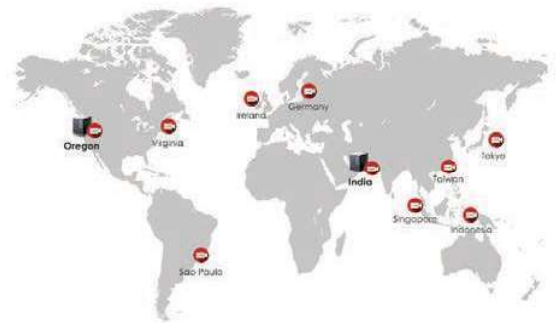 Ireland
Germany
Oregon
Virginia
Tokyo
India
Taiwan
Singapore
Indonesia
Sao Paulo